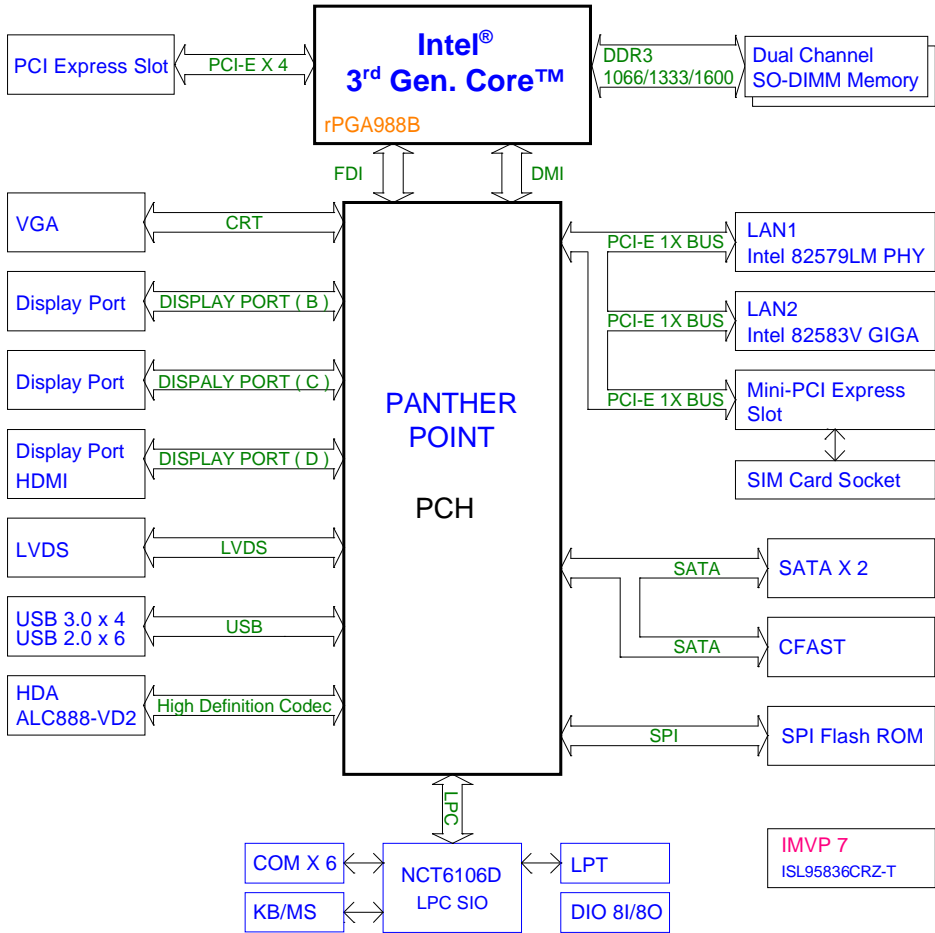 Intel®
3rd Gen. Core™
rPGA988B
PCI Express Slot
PCI-E X 4
DDR3
1066/1333/1600
Dual Channel
SO-DIMM Memory
FDI
DMI
VGA
CRT
Display Port
DISPLAY PORT ( B )
Display Port
DISPALY PORT ( C )
Display Port
HDMI
DISPLAY PORT ( D )
LVDS
LVDS
USB 3.0 x 4
USB 2.0 x 6
USB
HDA
ALC888-VD2
High Definition Codec
PANTHER
POINT
PCH
PCI-E 1X BUS
LAN1
Intel 82579LM PHY
PCI-E 1X BUS
LAN2
Intel 82583V GIGA
PCI-E 1X BUS
Mini-PCI Express
Slot
SIM Card Socket
SATA
SATA X 2
SATA
CFAST
SPI
SPI Flash ROM
LPC
COM X 6
KB/MS
NCT6106D
LPC SIO
LPT
DIO 8I/8O
IMVP 7
ISL95836CRZ-T